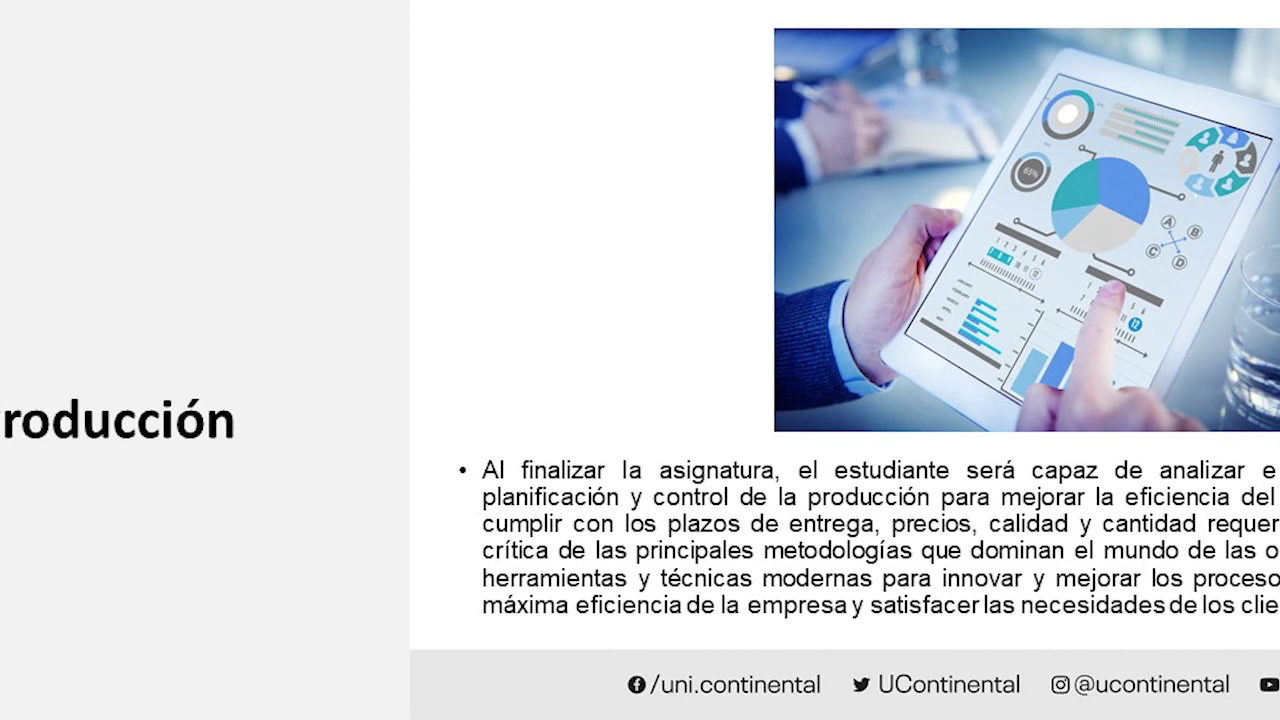 roducción
65%
A
B
C
D
Al finalizar la asignatura, el estudiante será capaz de analizar e
planificación y control de la producción para mejorar la eficiencia del
cumplir con los plazos de entrega, precios, calidad y cantidad requer
crítica de las principales metodologías que dominan el mundo de las o
herramientas y técnicas modernas para innovar y mejorar los proceso
máxima eficiencia de la empresa y satisfacer las necesidades de los clie
/uni.continental UContinental @ucontinental